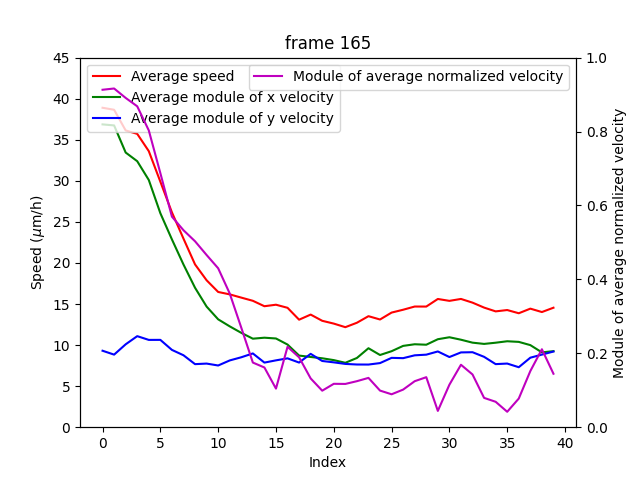 frame 165
Average speed
Average module of x velocity
Average module of y velocity
Module of average normalized velocity
Speed (μm/h)
45
40
35
30
25
20
15
10
5
0
1.0
0.8
0.6
0.4
0.2
0.0
Module of average normalized velocity
0 5 10 15 20 25 30 35 40
Index